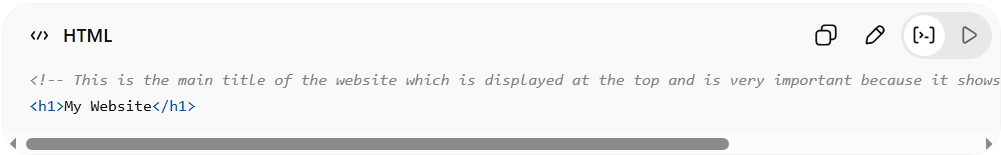 HTML
<!-- This is the main title of the website which is displayed at the top and is very important because it shows
<h1>My Website</h1>